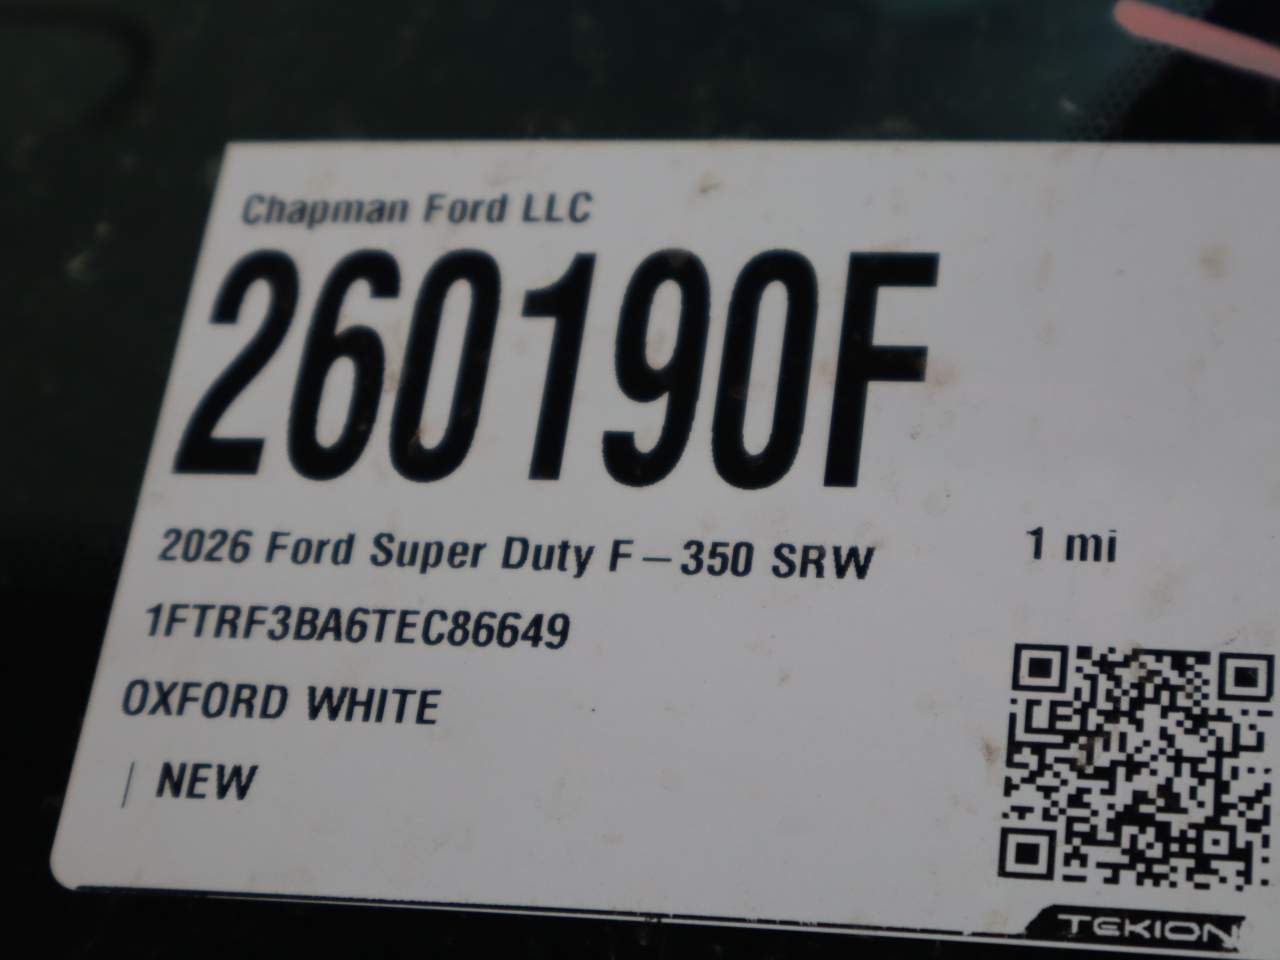 Chapman Ford LLC
260190F
2026 Ford Super Duty F-350 SRW 1 mi
1FTRF3BA6TEC86649
OXFORD WHITE
| NEW
TEKION